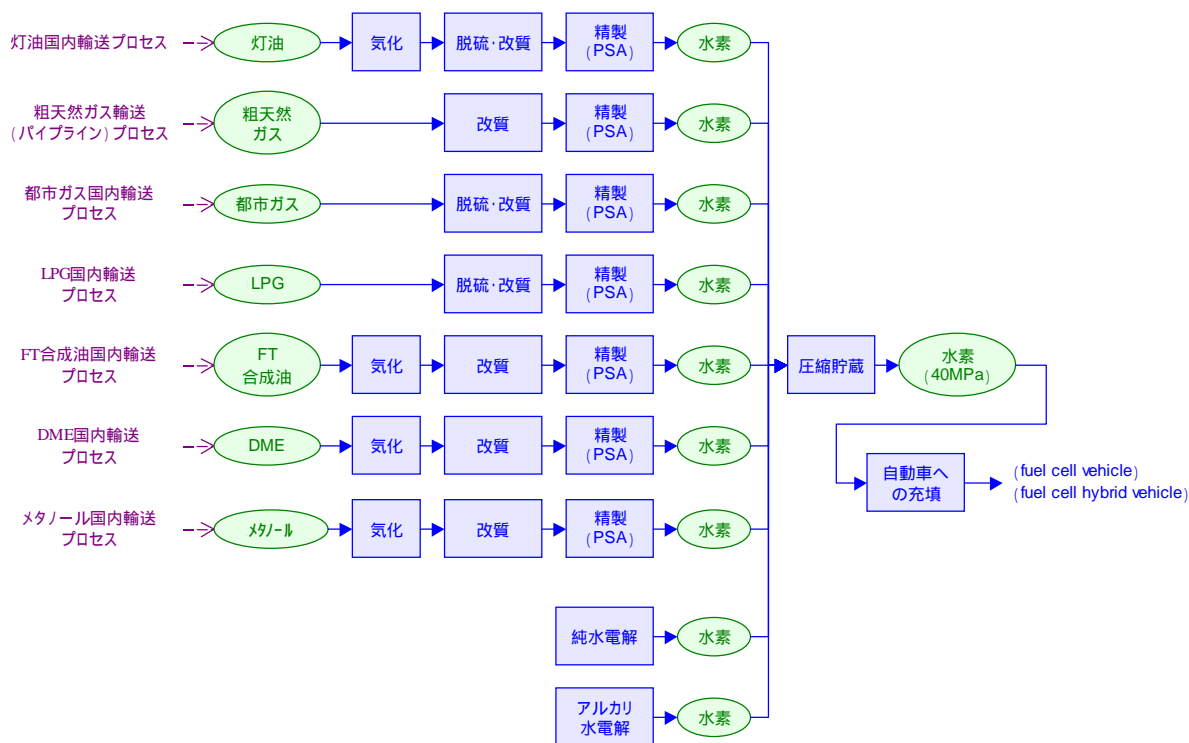 灯油国内輸送プロセス
灯油
気化
脱硫・改質
精製
(PSA)
水素
粗天然ガス輸送
(パイプライン)プロセス
粗天然
ガス
改質
精製
(PSA)
水素
都市ガス国内輸送
プロセス
都市ガス
脱硫・改質
精製
(PSA)
水素
LPG国内輸送
プロセス
LPG
脱硫・改質
精製
(PSA)
水素
FT合成油国内輸送
プロセス
FT
合成油
気化
改質
精製
(PSA)
水素
圧縮貯蔵
水素
(40MPa)
DME国内輸送
プロセス
DME
気化
改質
精製
(PSA)
水素
自動車へ
の充填
(fuel cell vehicle)
(fuel cell hybrid vehicle)
メタノール国内輸送
プロセス
メタノール
気化
改質
精製
(PSA)
水素
純水電解
水素
アルカリ
水電解
水素